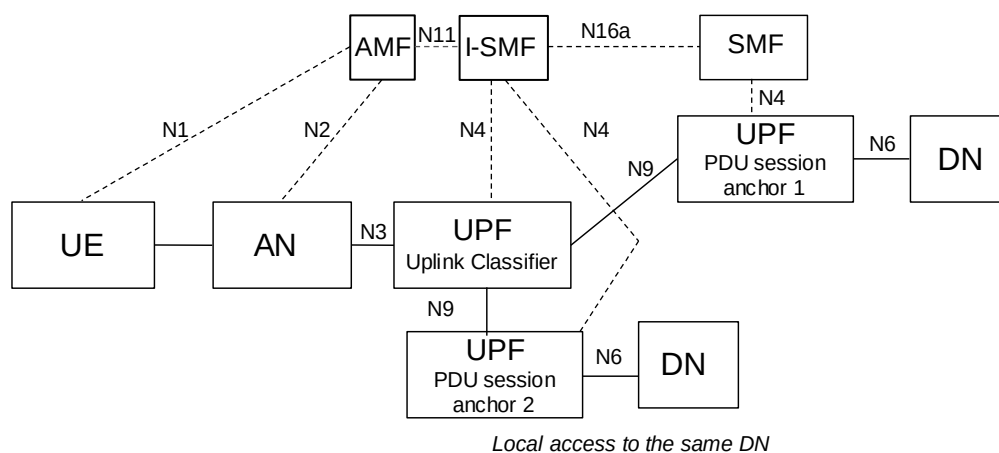 AMF
N11
I-SMF
N16a
SMF
N1
N2
N4
N4
N4
UPF
PDU session
anchor 1
N6
DN
N9
UE
AN
N3
UPF
Uplink Classifier
N9
UPF
PDU session
anchor 2
N6
DN
Local access to the same DN